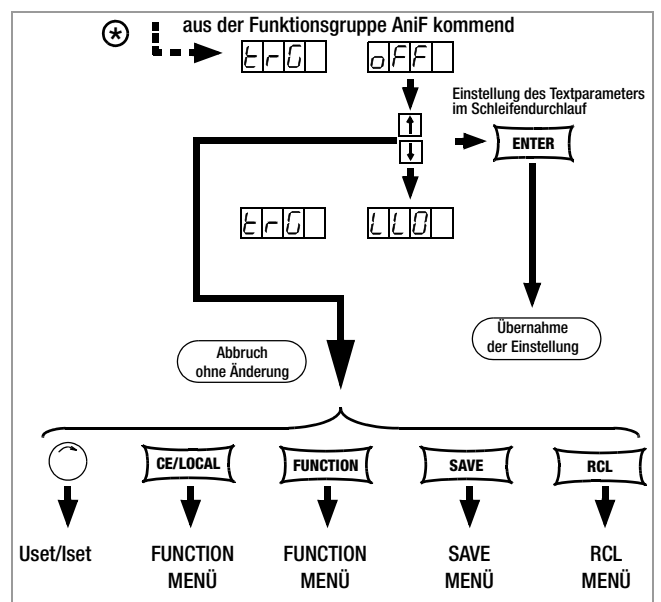 aus der Funktionsgruppe AniF kommend
trG oFF
Einstellung des Textparameters
im Schleifendurchlauf
ENTER
trG LLO
Übernahme
der Einstellung
Abbruch
ohne Änderung
CE/LOCAL FUNCTION SAVE RCL
Uset/Iset FUNCTION FUNCTION SAVE RCL
MENÜ MENÜ MENÜ MENÜ